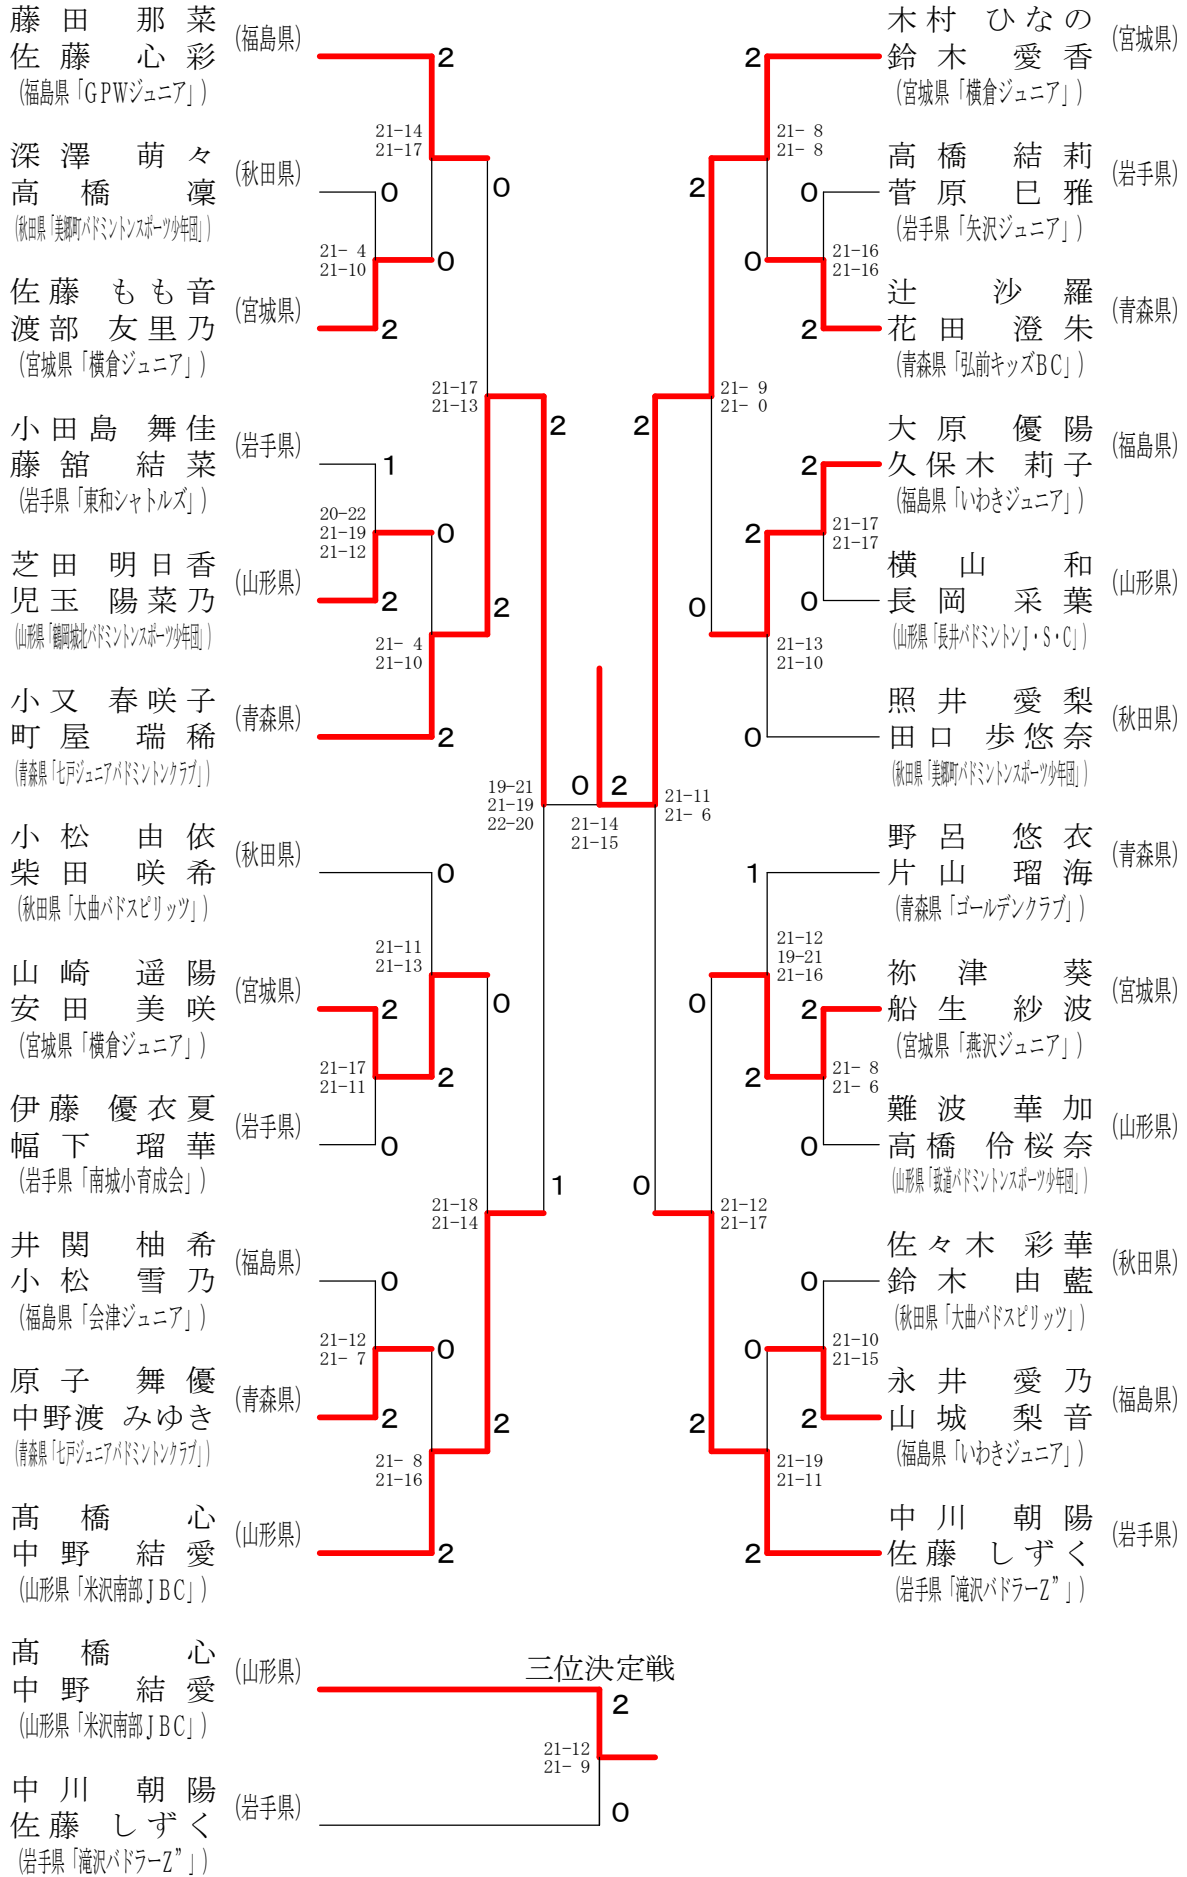 藤田 那菜
佐藤 心彩
(福島県)
(福島県「GPWジュニア」)
2
21-14
21-17
深澤 萌々
高橋 凜
(秋田県)
(秋田県「美郷町バドミントンスポーツ少年団」)
0
0
21- 4
21-10
0
佐藤 もも音
渡部 友里乃
(宮城県)
(宮城県「横倉ジュニア」)
2
21-17
21-13
小田島 舞佳
藤舘 結菜
(岩手県)
(岩手県「東和シャトルズ」)
1
2
20-22
21-19
21-12
0
芝田 明日香
児玉 陽菜乃
(山形県)
(山形県「鶴岡城北バドミントンスポーツ少年団」)
2
2
21- 4
21-10
小又 春咲子
町屋 瑞稀
(青森県)
(青森県「七戸ジュニアバドミントンクラブ」)
2
19-21
21-19
22-20
小松 由依
柴田 咲希
(秋田県)
(秋田県「大曲バドスピリッツ」)
0
21-11
21-13
山崎 遥陽
安田 美咲
(宮城県)
(宮城県「横倉ジュニア」)
2
0
21-17
21-11
2
伊藤 優衣夏
幅下 瑠華
(岩手県)
(岩手県「南城小育成会」)
0
1
21-18
21-14
井関 柚希
小松 雪乃
(福島県)
(福島県「会津ジュニア」)
0
21-12
21- 7
0
原子 舞優
中野渡 みゆき
(青森県)
(青森県「七戸ジュニアバドミントンクラブ」)
2
2
21- 8
21-16
髙橋 心
中野 結愛
(山形県)
(山形県「米沢南部JBC」)
2
0
2
21-14
21-15
木村 ひなの
鈴木 愛香
(宮城県)
(宮城県「横倉ジュニア」)
2
21- 8
21- 8
高橋 結莉
菅原 巳雅
(岩手県)
(岩手県「矢沢ジュニア」)
2
0
21-16
21-16
0
辻 沙羅
花田 澄朱
(青森県)
(青森県「弘前キッズBC」)
2
21- 9
21- 0
2
大原 優陽
久保木 莉子
(福島県)
(福島県「いわきジュニア」)
2
21-17
21-17
2
横山 和
長岡 采葉
(山形県)
(山形県「長井バドミントンJ・S・C」)
0
0
21-13
21-10
照井 愛梨
田口 歩悠奈
(秋田県)
(秋田県「美郷町バドミントンスポーツ少年団」)
0
21-11
21- 6
野呂 悠衣
片山 瑠海
(青森県)
(青森県「ゴールデンクラブ」)
1
21-12
19-21
21-16
祢津 葵
船生 紗波
(宮城県)
(宮城県「燕沢ジュニア」)
0
2
21- 8
21- 6
2
難波 華加
高橋 伶桜奈
(山形県)
(山形県「致道バドミントンスポーツ少年団」)
0
0
21-12
21-17
佐々木 彩華
鈴木 由藍
(秋田県)
(秋田県「大曲バドスピリッツ」)
0
21-10
21-15
0
永井 愛乃
山城 梨音
(福島県)
(福島県「いわきジュニア」)
2
2
21-19
21-11
中川 朝陽
佐藤 しずく
(岩手県)
(岩手県「滝沢バドラーZ”」)
2
三位決定戦
髙橋 心
中野 結愛
(山形県)
(山形県「米沢南部JBC」)
2
21-12
21- 9
中川 朝陽
佐藤 しずく
(岩手県)
(岩手県「滝沢バドラーZ”」)
0